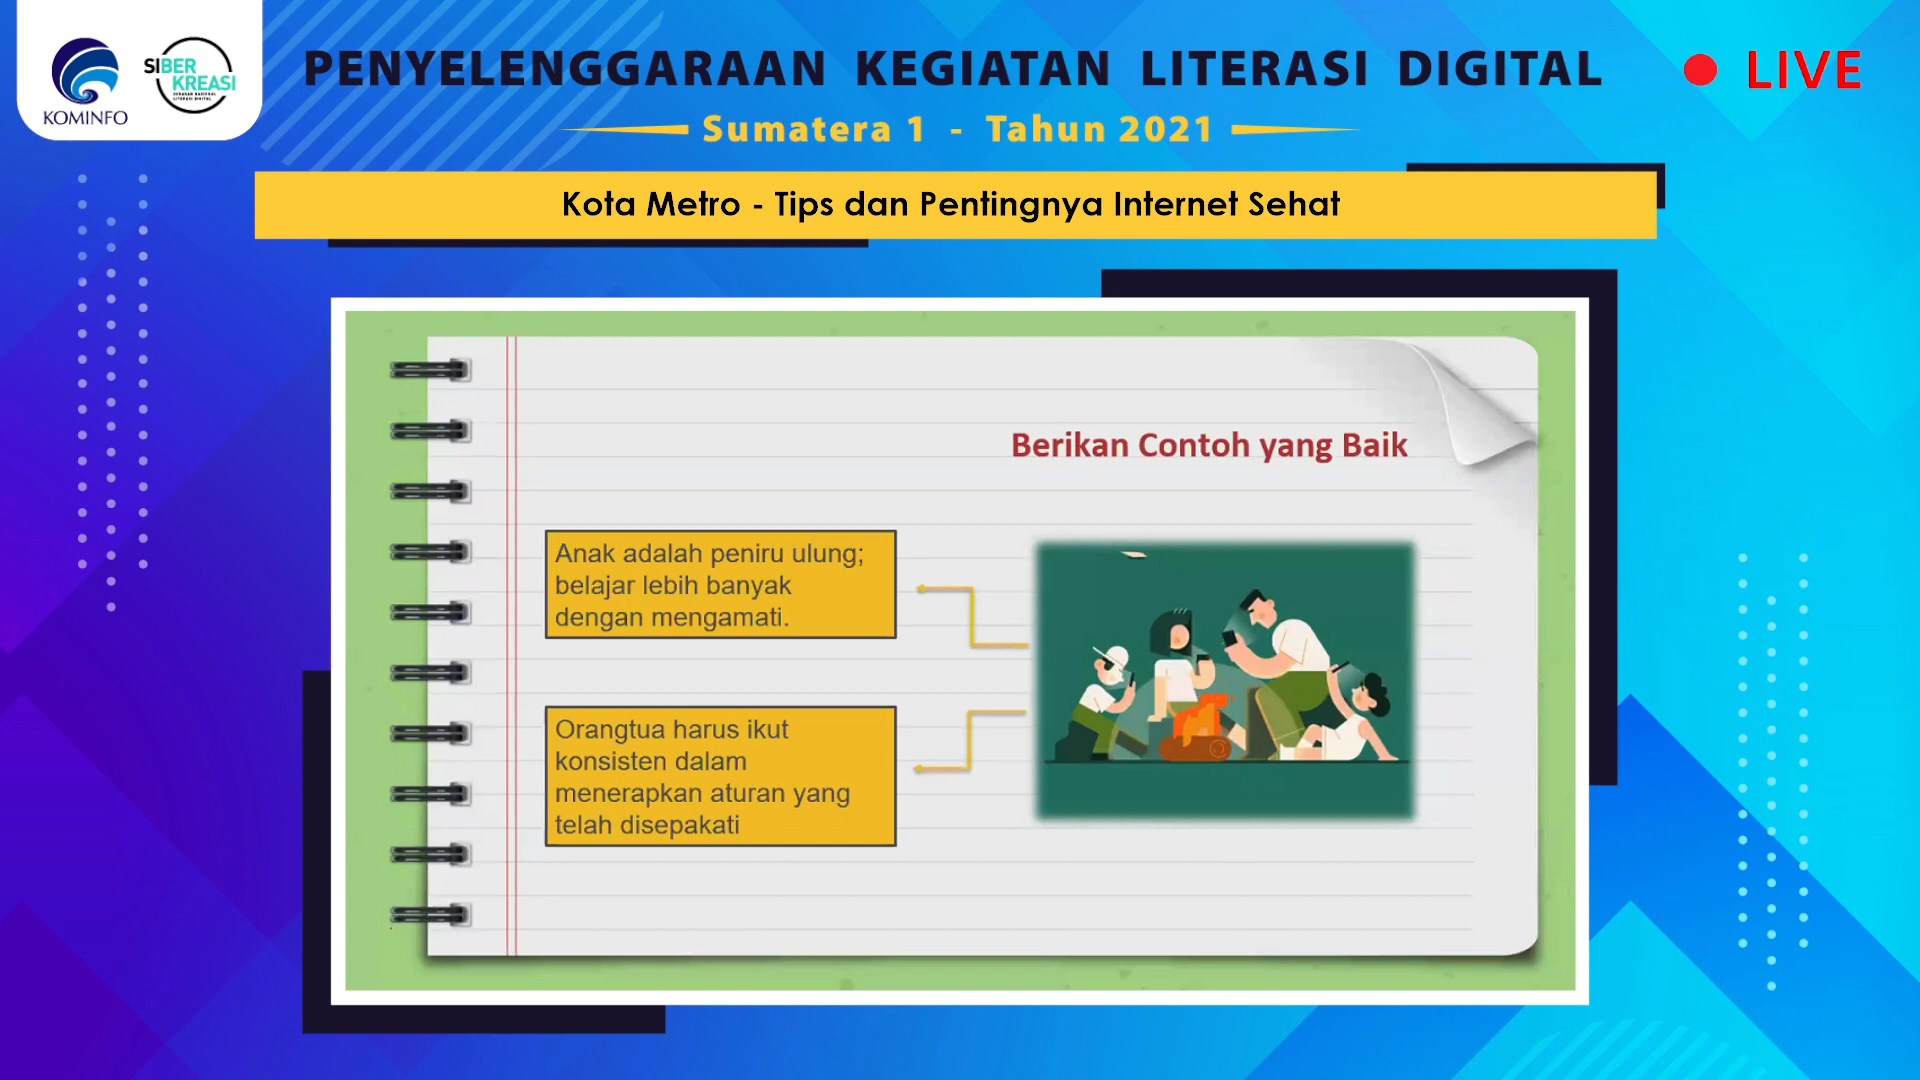 KOMINFO
SIBER
KREASI
PENYELENGGARAAN KEGIATAN LITERASI DIGITAL
LIVE
Sumatera 1 - Tahun 2021
Kota Metro - Tips dan Pentingnya Internet Sehat
Berikan Contoh yang Baik
Anak adalah peniru ulung;
belajar lebih banyak
dengan mengamati.
Orangtua harus ikut
konsisten dalam
menerapkan aturan yang
telah disepakati